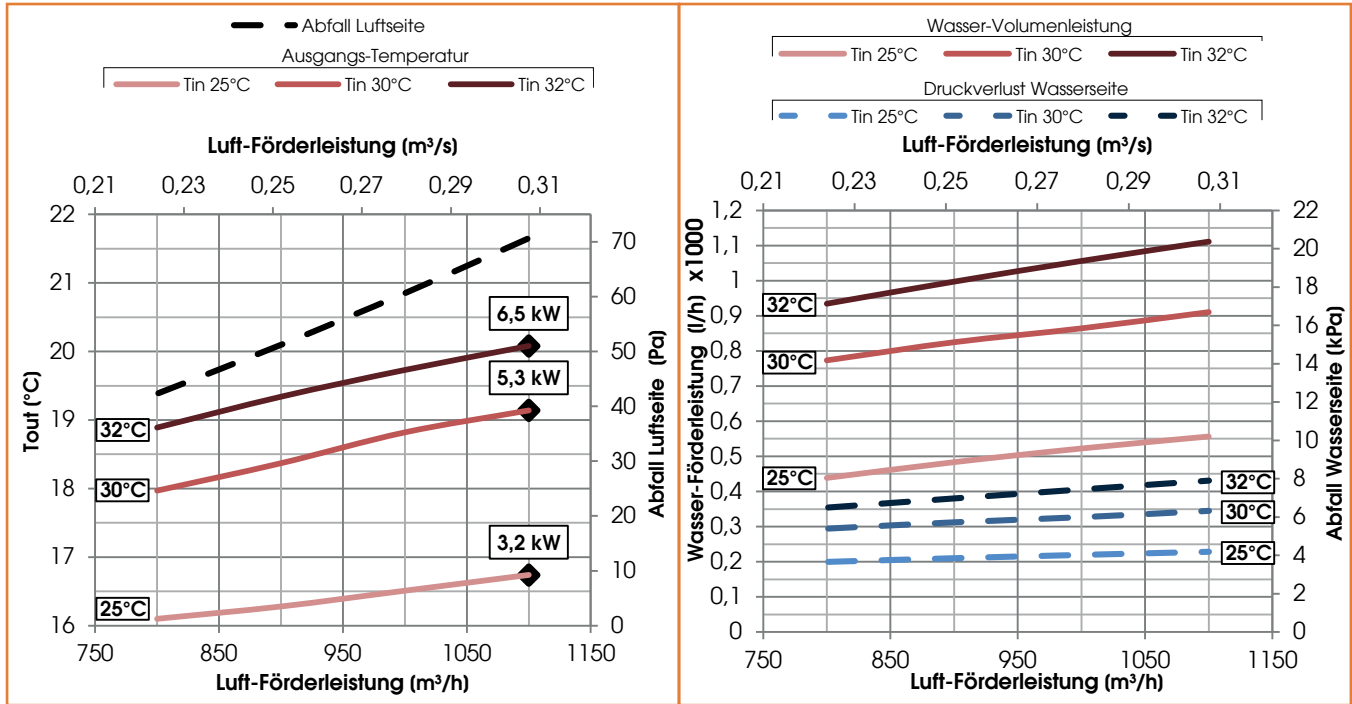 Abfall Luftseite
Ausgangs-Temperatur
Tin 25°C Tin 30°C Tin 32°C
Luft-Förderleistung (m³/s)
0,21 0,23 0,25 0,27 0,29 0,31
22
21
20
19
18
17
16
Tout (°C)
70
60
50
40
30
20
10
0
Abfall Luftseite (Pa)
6,5 kW
5,3 kW
3,2 kW
32°C
30°C
25°C
750 850 950 1050 1150
Luft-Förderleistung (m³/h)
Wasser-Volumenleistung
Tin 25°C Tin 30°C Tin 32°C
Druckverlust Wasserseite
Tin 25°C Tin 30°C Tin 32°C
Luft-Förderleistung (m³/s)
0,21 0,23 0,25 0,27 0,29 0,31
1,2
1,1
1
0,9
0,8
0,7
0,6
0,5
0,4
0,3
0,2
0,1
0
Wasser-Förderleistung (l/h) x1000
22
20
18
16
14
12
10
8
6
4
2
0
Abfall Wasserseite (kPa)
32°C
30°C
25°C
32°C
30°C
25°C
750 850 950 1050 1150
Luft-Förderleistung (m³/h)